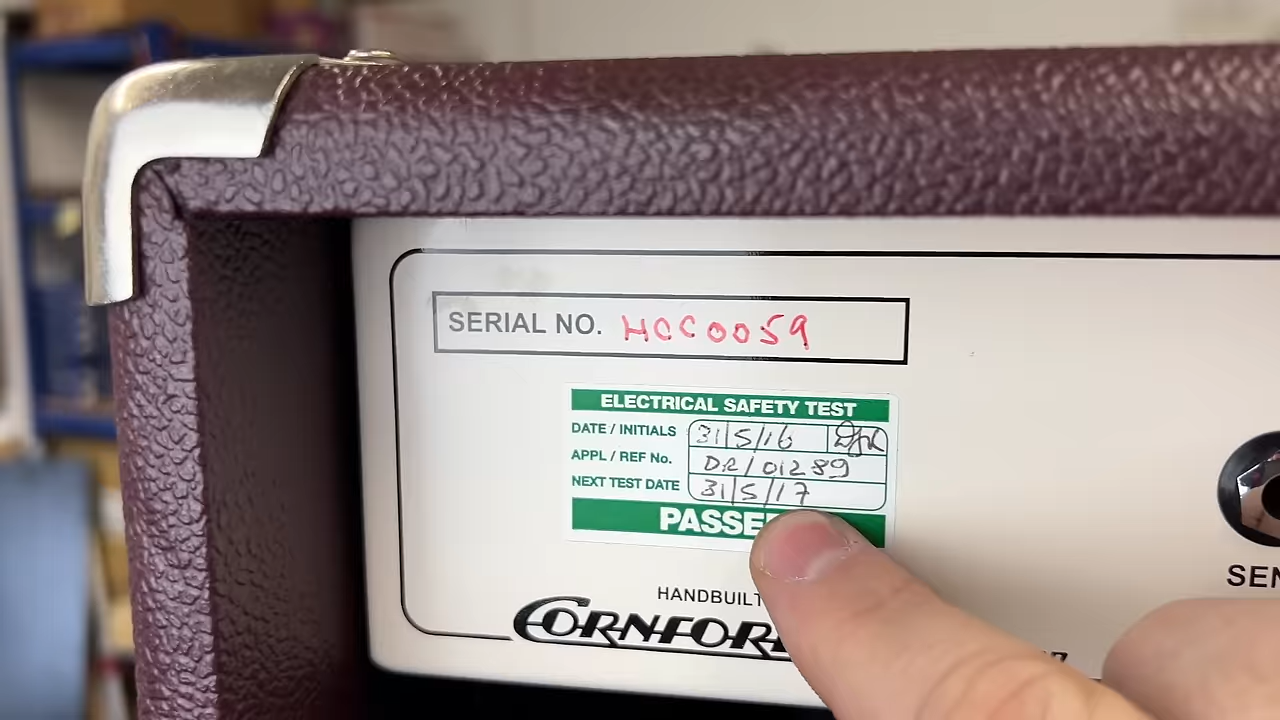 SERIAL NO. HCC0059
ELECTRICAL SAFETY TEST
DATE / INITIALS 31/5/16
APPL / REF No. DR/01289
NEXT TEST DATE 31/5/17
PASSE
HANDBUILT
CORNFOR
SEN